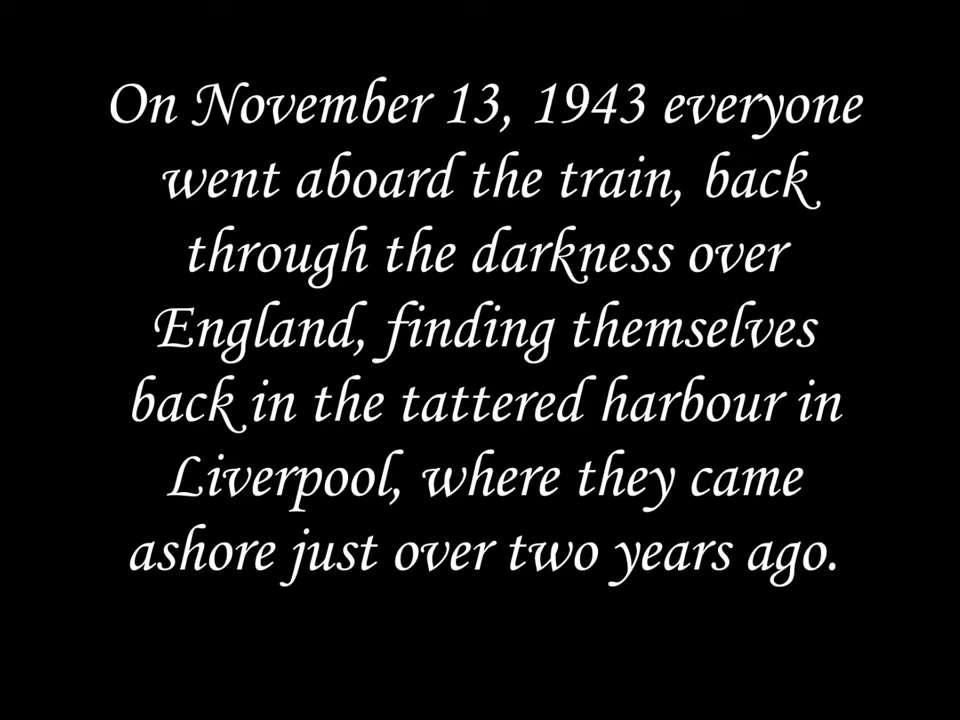 On November 13, 1943 everyone
went aboard the train, back
through the darkness over
England, finding themselves
back in the tattered harbour in
Liverpool, where they came
ashore just over two years ago.